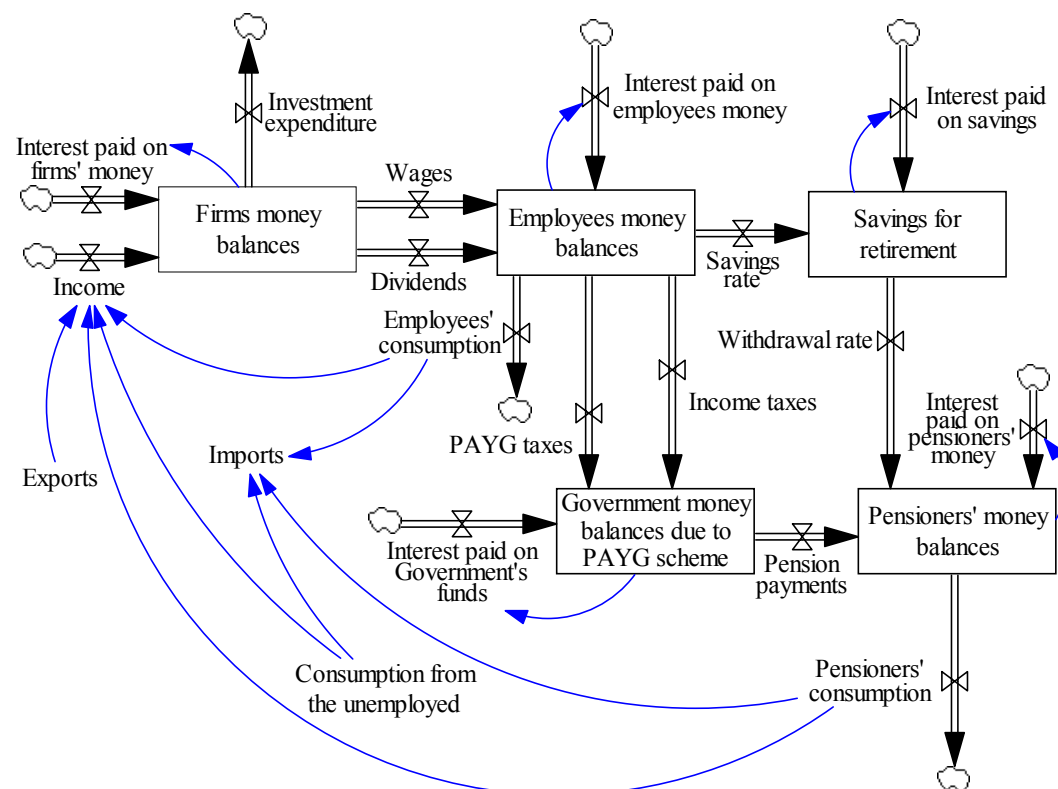 Investment
expenditure
Interest paid on
employees money
Interest paid
on savings
Interest paid on
firms' money
Wages
Firms money
balances
Employees money
balances
Savings for
retirement
Income
Dividends
Savings
rate
Employees'
consumption
Withdrawal rate
Income taxes
PAYG taxes
Interest
paid on
pensioners'
money
Imports
Exports
Government money
balances due to
PAYG scheme
Pensioners' money
balances
Interest paid on
Government's
funds
Pension
payments
Consumption from
the unemployed
Pensioners'
consumption